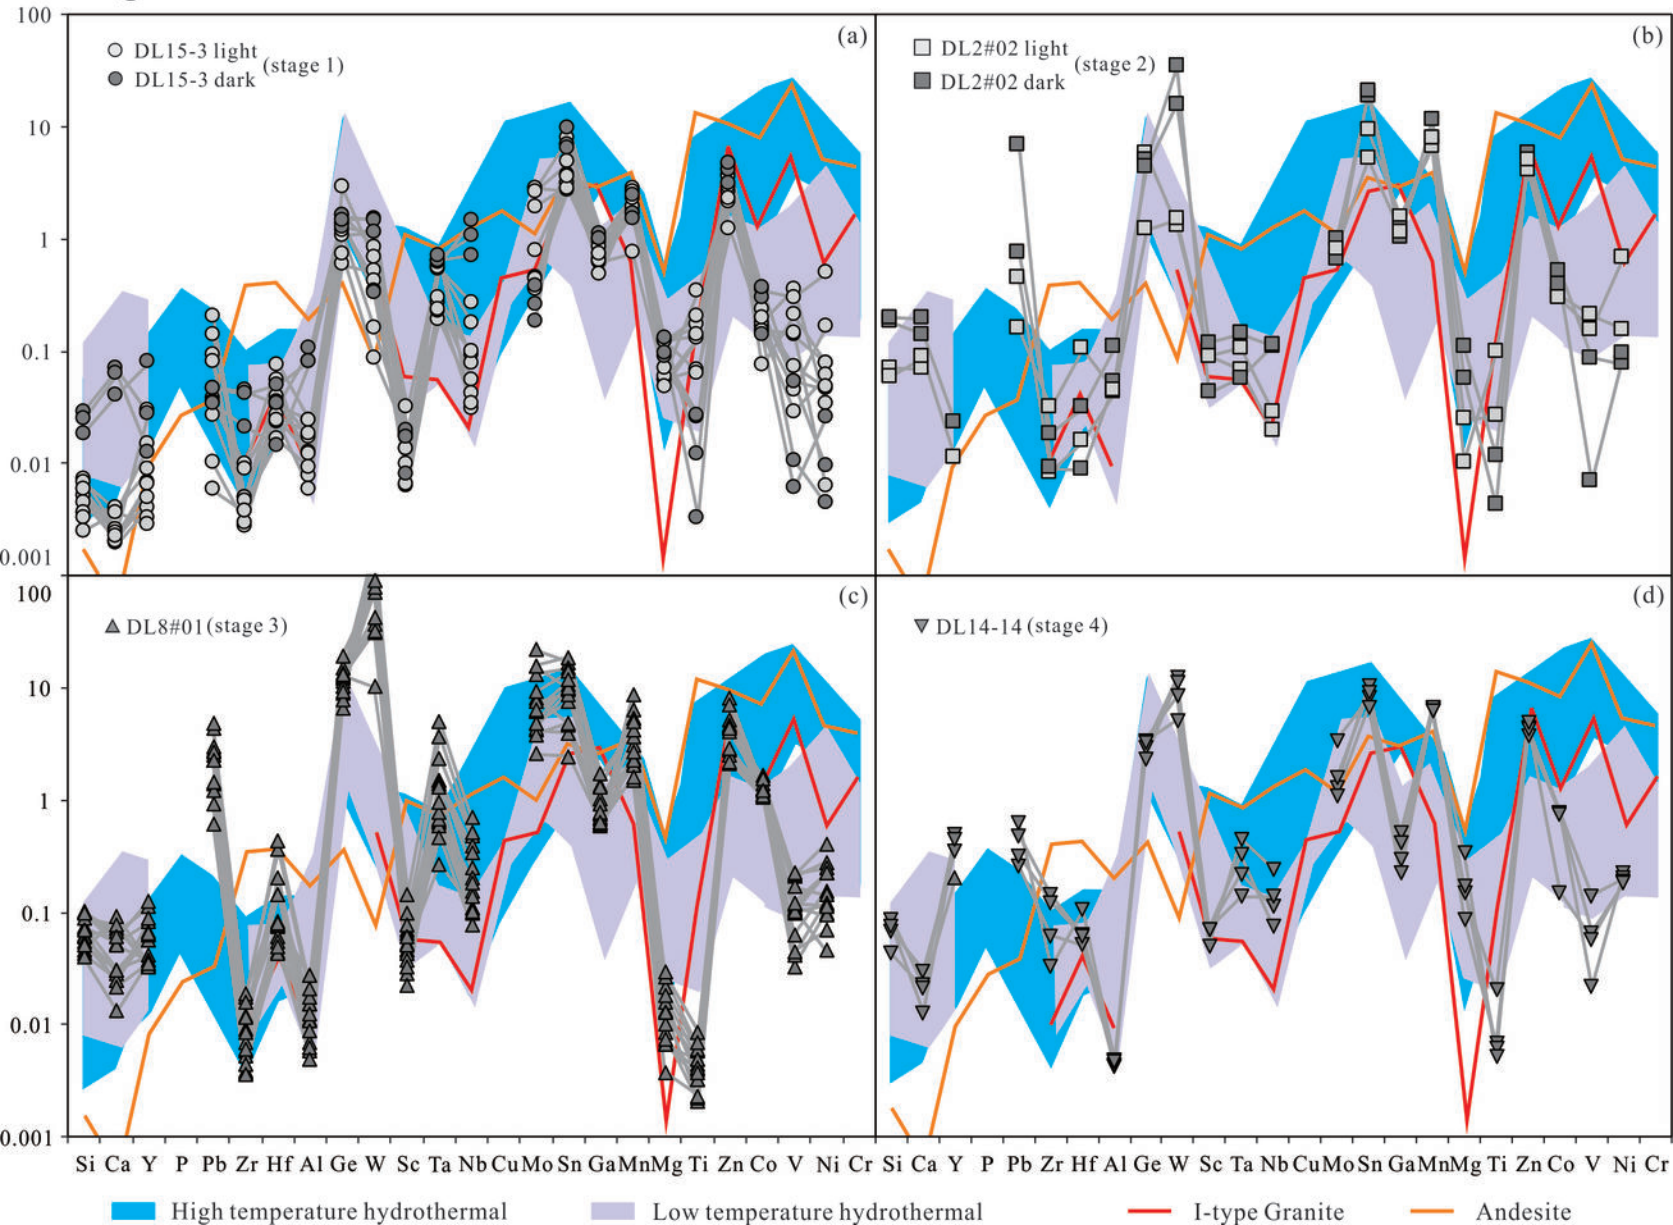 100
10
1
0.1
0.01
0.001
(a)
DL15-3 light
DL15-3 dark
(stage 1)
(b)
DL2#02 light
DL2#02 dark
(stage 2)
100
10
1
0.1
0.01
0.001
(c)
DL8#01 (stage 3)
(d)
DL14-14 (stage 4)
Si Ca Y P Pb Zr Hf Al Ge W Sc Ta Nb Cu Mo Sn Ga Mn Mg Ti Zn Co V Ni Cr
Si Ca Y P Pb Zr Hf Al Ge W Sc Ta Nb Cu Mo Sn Ga Mn Mg Ti Zn Co V Ni Cr
High temperature hydrothermal Low temperature hydrothermal I-type Granite Andesite